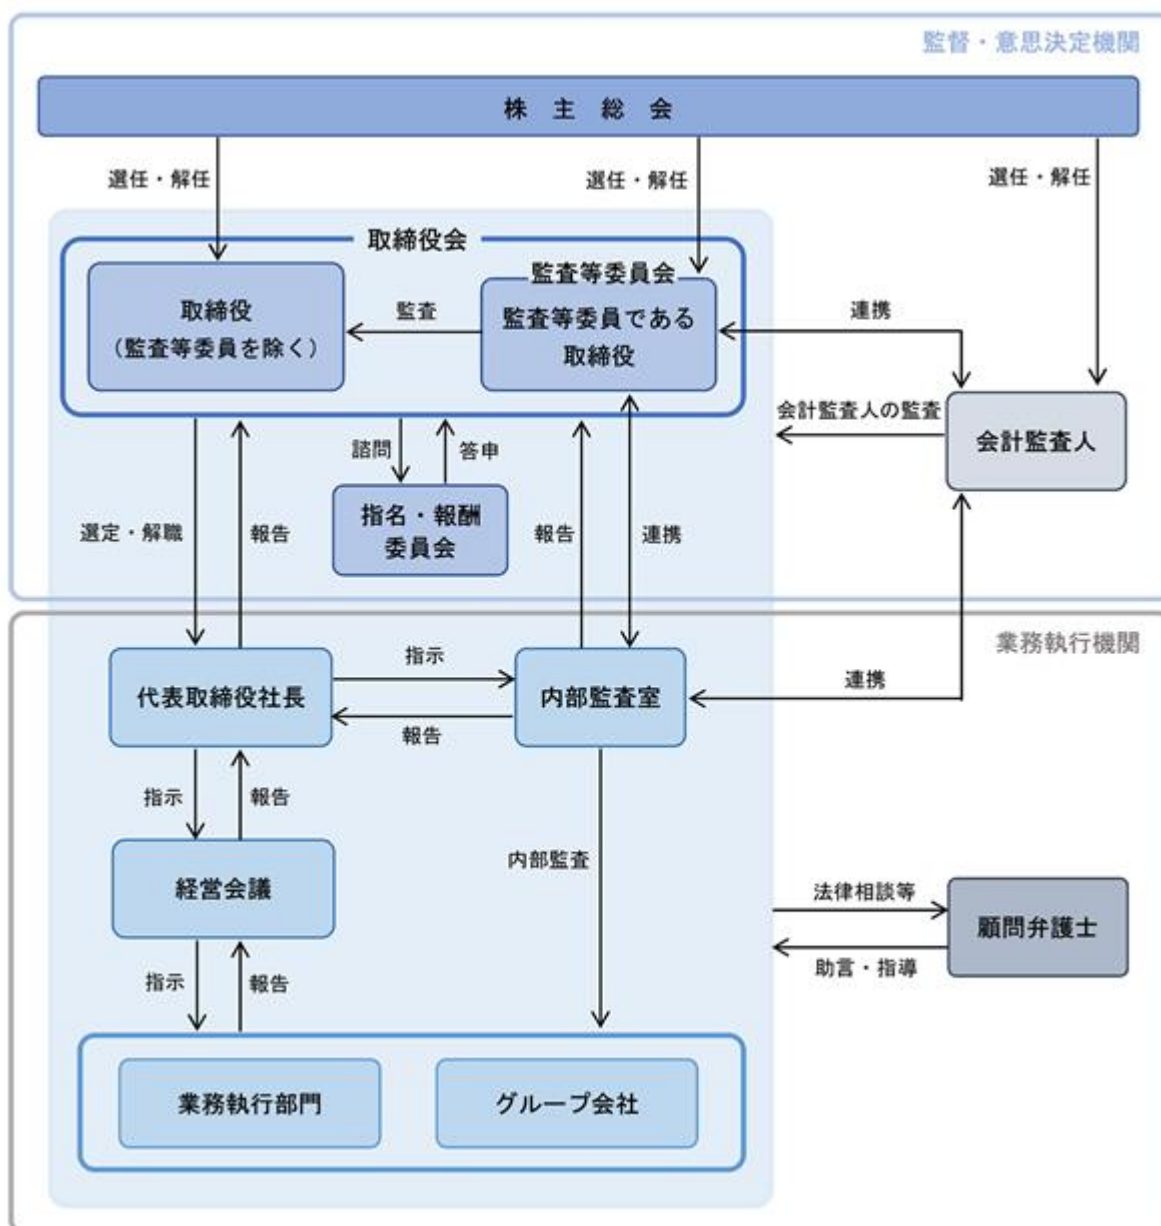 監督・意思決定機関
株 主 総 会
選任・解任
選任・解任
選任・解任
取締役会
監査等委員会
取締役
(監査等委員を除く)
監査
監査等委員である
取締役
連携
会計監査人の監査
会計監査人
諮問
答申
指名・報酬
委員会
選定・解職
報告
報告
連携
業務執行機関
代表取締役社長
指示
報告
内部監査室
連携
指示
報告
経営会議
内部監査
法律相談等
助言・指導
顧問弁護士
指示
報告
業務執行部門
グループ会社